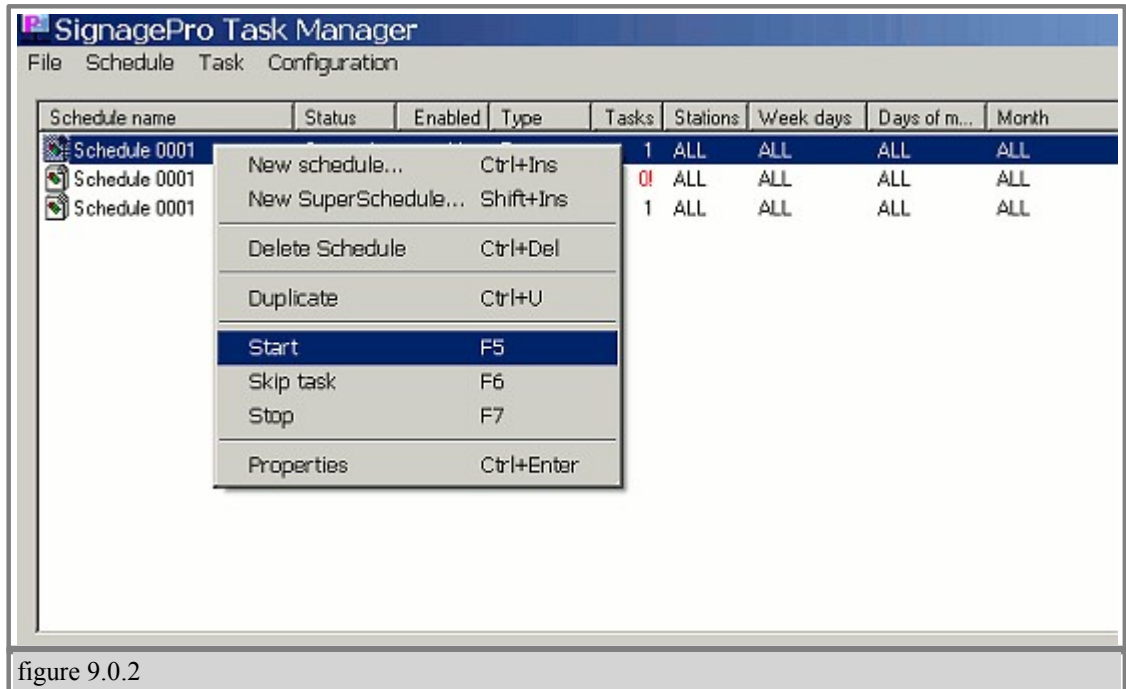 SignagePro Task Manager
File Schedule Task Configuration
Schedule name Status Enabled Type Tasks Stations Week days Days of m... Month
Schedule 0001 1 ALL ALL ALL ALL
Schedule 0001 0! ALL ALL ALL ALL
Schedule 0001 1 ALL ALL ALL ALL
New schedule... Ctrl+Ins
New SuperSchedule... Shift+Ins
Delete Schedule Ctrl+Del
Duplicate Ctrl+U
Start F5
Skip task F6
Stop F7
Properties Ctrl+Enter
figure 9.0.2